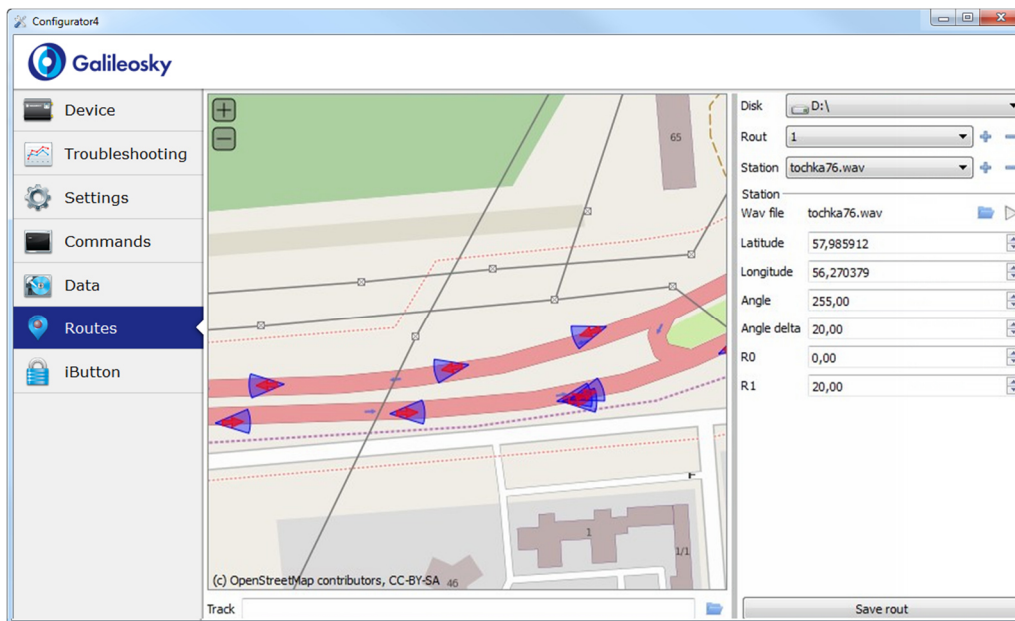 Configurator4
Galileosky
Device
Troubleshooting
Settings
Commands
Data
Routes
iButton
65
1
1/1
46
(c) OpenStreetMap contributors, CC-BY-SA
Track
Disk D:\
Rout 1
Station tochka76.wav
Station
Wav file tochka76.wav
Latitude 57,985912
Longitude 56,270379
Angle 255,00
Angle delta 20,00
R0 0,00
R1 20,00
Save rout